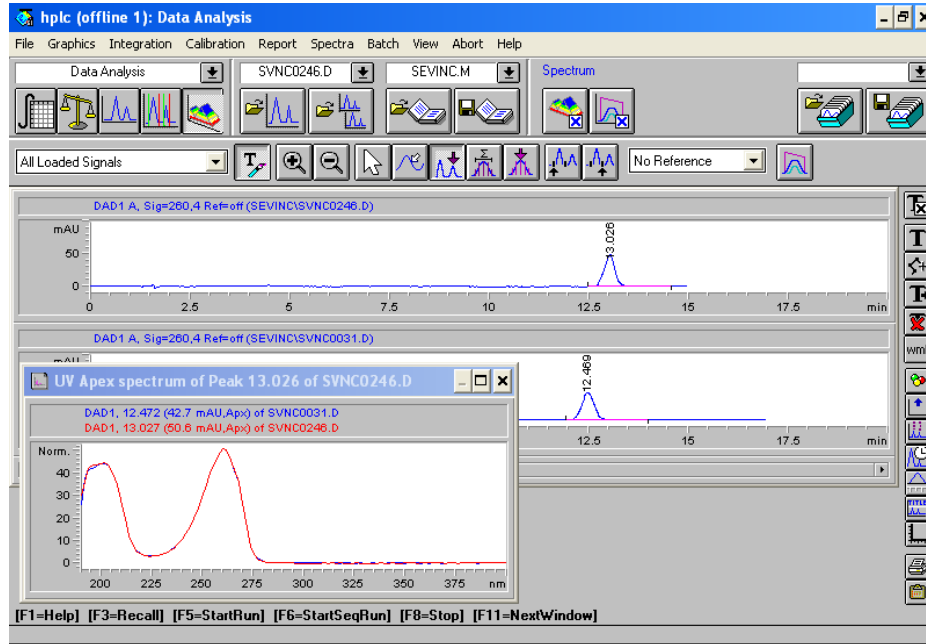 hplc (offline 1): Data Analysis
File Graphics Integration Calibration Report Spectra Batch View Abort Help
Data Analysis SVNC0246.D SEVINC.M Spectrum
All Loaded Signals No Reference
DAD1 A, Sig=260,4 Ref=off (SEVINC\SVNC0246.D)
mAU
13.026
50
0
0 2.5 5 7.5 10 12.5 15 17.5 min
DAD1 A, Sig=260,4 Ref=off (SEVINC\SVNC0031.D)
mAU
12.469
12.5 15 17.5 min
UV Apex spectrum of Peak 13.026 of SVNC0246.D
DAD1, 12.472 (42.7 mAU,Apx) of SVNC0031.D
DAD1, 13.027 (50.6 mAU,Apx) of SVNC0246.D
Norm.
40
30
20
10
0
200 225 250 275 300 325 350 375 nm
TITLE
[F1=Help] [F3=Recall] [F5=StartRun] [F6=StartSeqRun] [F8=Stop] [F11=NextWindow]